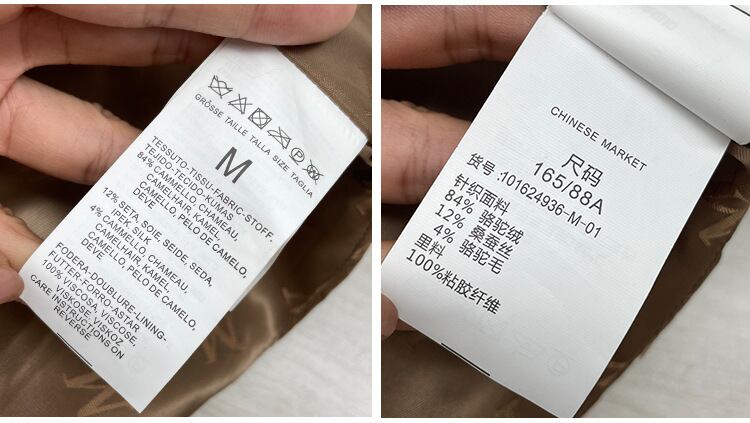 GRÖSSE TAILLE TALLA SIZE TAGLIA
M
TESSUTO-TISSU-FABRIC-STOFF.
TEJIDO-TECIDO-KUMAS
84% CAMMELLO, CHAMEAU,
CAMELHAIR, KAMEL,
CAMELLO, PELO DE CAMELO,
DEVE
12% SETA, SOIE, SEIDE, SEDA,
IPEK, SILK
4% CAMMELLO, CHAMEAU,
CAMELHAIR, KAMEL,
CAMELLO, PELO DE CAMELO,
DEVE
FODERA-DOUBLURE-LINING-
FUTTER-FORRO-ASTAR
100% VISCOSA, VISCOSE,
VISKOSE, VISKOZ
CARE INSTRUCTIONS ON
REVERSE
CHINESE MARKET
尺码
165/88A
货号:101624936-M-01
针织面料
84% 骆驼绒
12% 桑蚕丝
4% 骆驼毛
里料
100%粘胶纤维